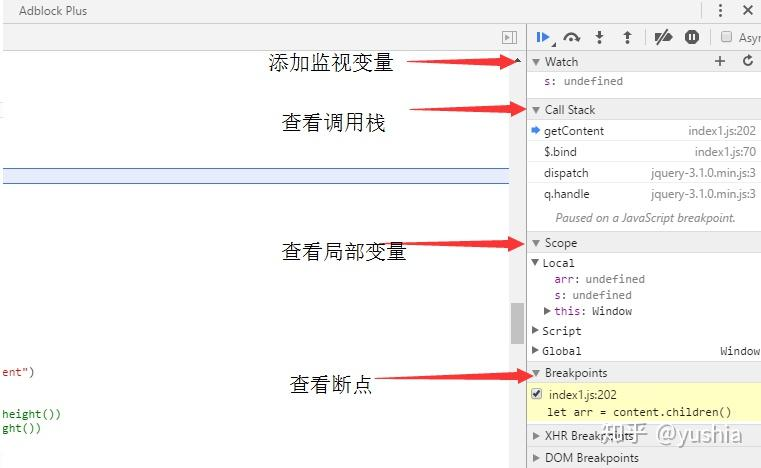 Adblock Plus
Asyn
添加监视变量
Watch
s: undefined
查看调用栈
Call Stack
getContent index1.js:202
$.bind index1.js:70
dispatch jquery-3.1.0.min.js:3
q.handle jquery-3.1.0.min.js:3
Paused on a JavaScript breakpoint.
查看局部变量
Scope
Local
arr: undefined
s: undefined
this: Window
Script
Global Window
ent")
查看断点
Breakpoints
index1.js:202
height())
let arr = content.children()
ght())
XHR Breakpoints
知乎 @yushia
DOM Breakpoints